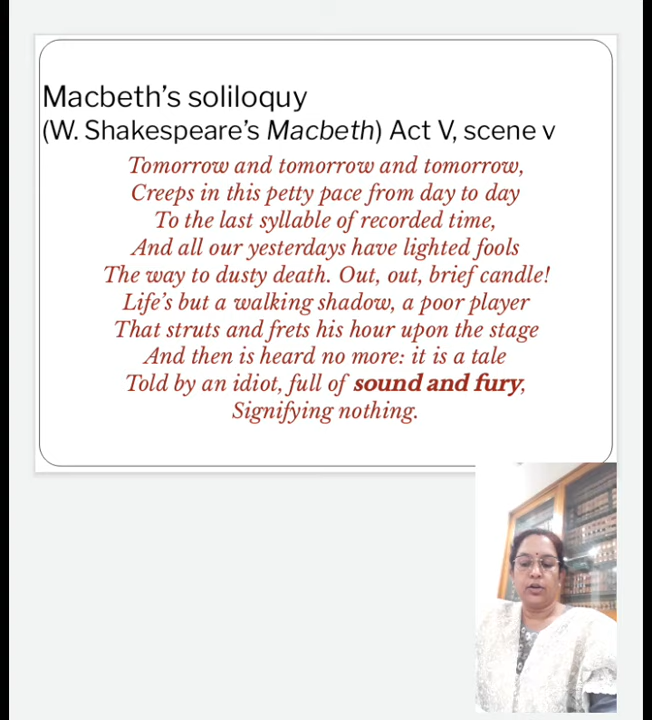 Macbeth’s soliloquy
(W. Shakespeare’s Macbeth) Act V, scene v
Tomorrow and tomorrow and tomorrow,
Creeps in this petty pace from day to day
To the last syllable of recorded time,
And all our yesterdays have lighted fools
The way to dusty death. Out, out, brief candle!
Life’s but a walking shadow, a poor player
That struts and frets his hour upon the stage
And then is heard no more: it is a tale
Told by an idiot, full of sound and fury,
Signifying nothing.